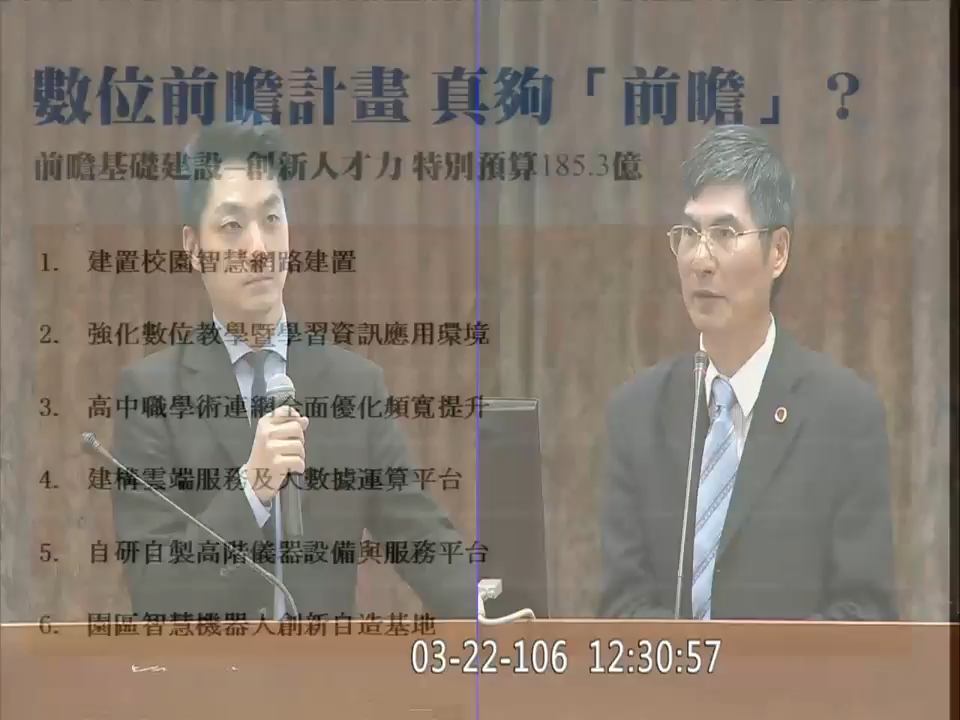 數位前瞻計畫 真夠「前瞻」？
前瞻基礎建設–創新人才力 特別預算185.3億
1. 建置校園智慧網路建置
2. 強化數位教學暨學習資訊應用環境
3. 高中職學術連網全面優化頻寬提升
4. 建構雲端服務及大數據運算平台
5. 自研自製高階儀器設備與服務平台
6. 園區智慧機器人創新自造基地
03-22-106 12:30:57